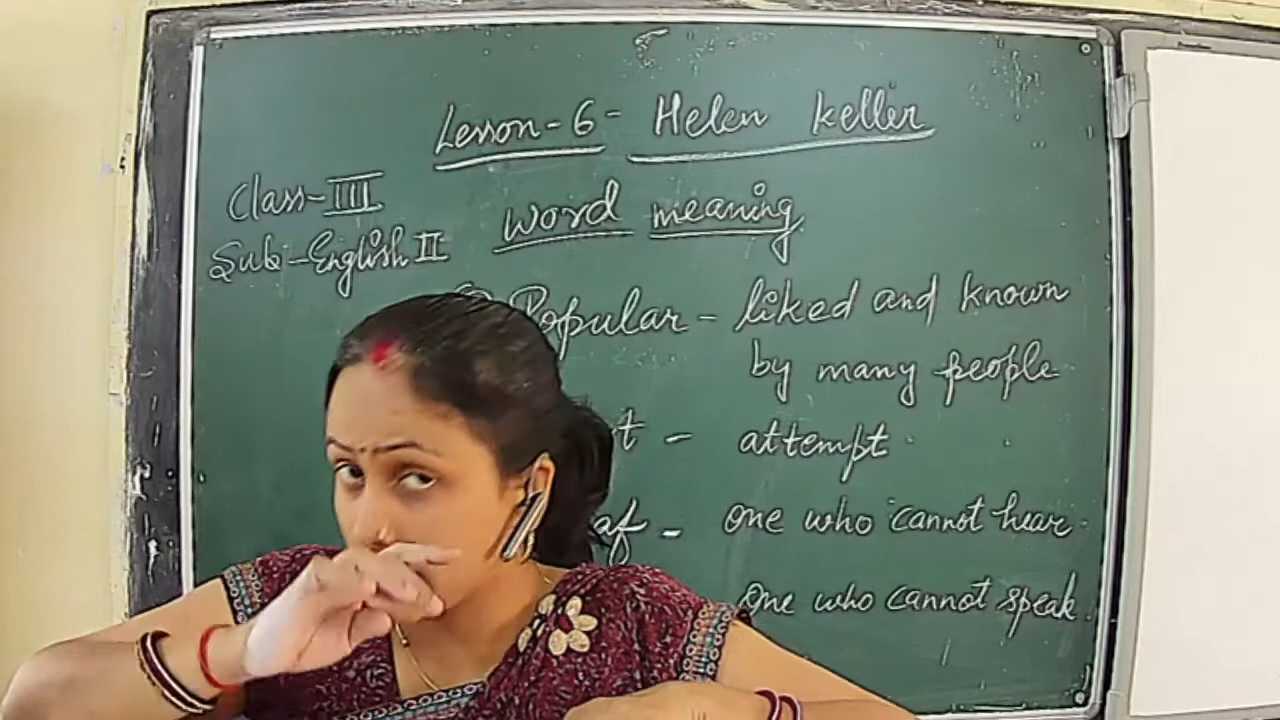 Lesson-6- Helen Keller
Class-III
Sub-English II
Word meaning
Popular - liked and known
by many people
t - attempt
af - one who cannot hear
One who cannot speak.